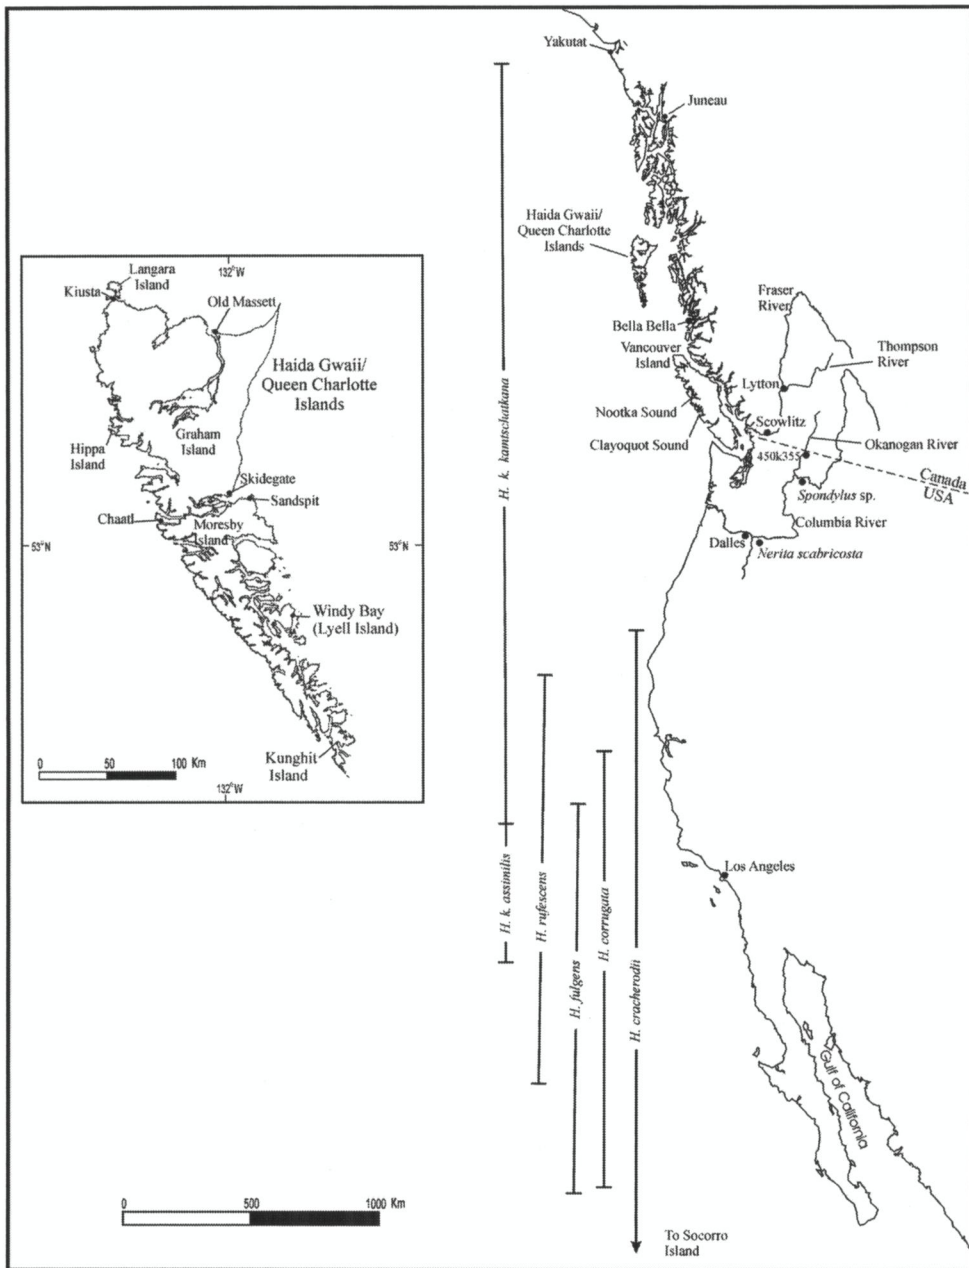 Yakutat
Juneau
Haida Gwaii/
Queen Charlotte
Islands
Fraser
River
Bella Bella
Vancouver
Island
Thompson
River
Lytton
Nootka Sound
Scowlitz
Clayoquot Sound
Okanogan River
450k355
Canada
USA
Spondylus sp.
Columbia River
Dalles
Nerita scabricosta
Los Angeles
Gulf of California
To Socorro
Island
H. k. kamtschatkana
H. k. assimilis
H. rufescens
H. fulgens
H. corrugata
H. cracherodii
132°W
Langara
Island
Kiusta
Old Massett
Haida Gwaii/
Queen Charlotte
Islands
Graham
Island
Hippa
Island
Skidegate
Sandspit
Chaatl
Moresby
Island
53°N
53°N
Windy Bay
(Lyell Island)
Kunghit
Island
0 50 100 Km
132°W
0 500 1000 Km